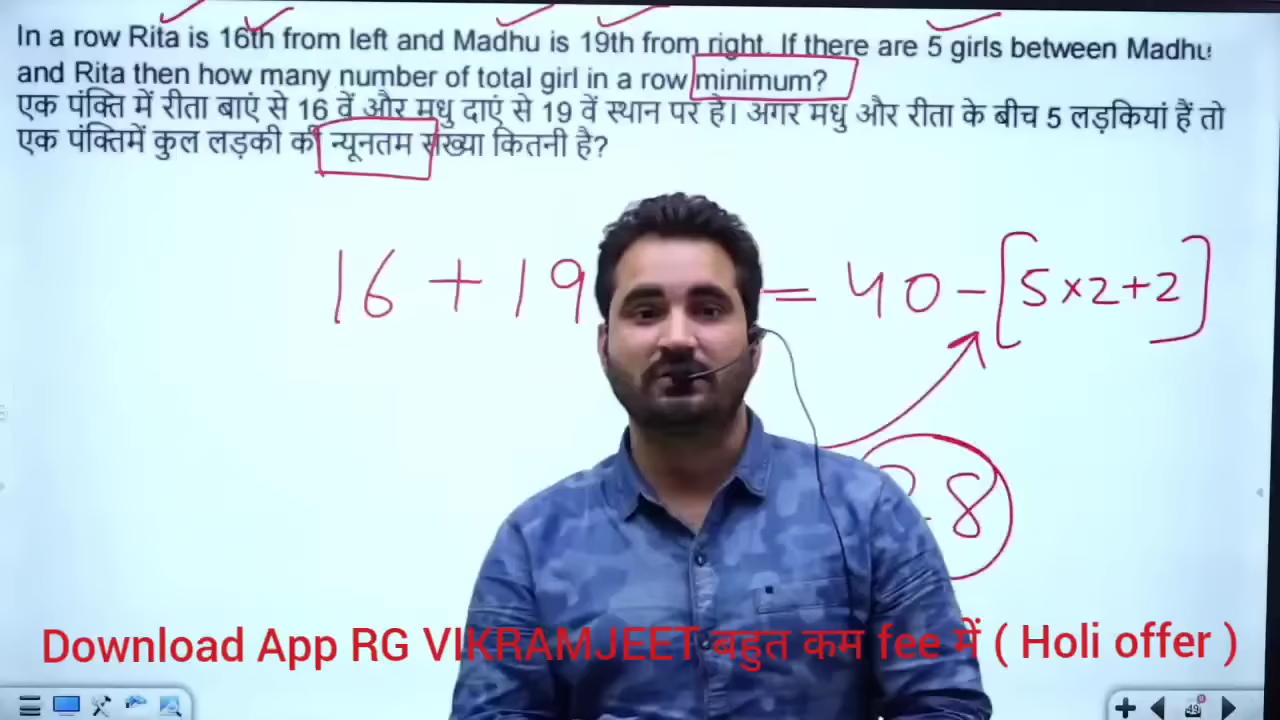 In a row Rita is 16th from left and Madhu is 19th from right. If there are 5 girls between Madhu
and Rita then how many number of total girl in a row minimum?
एक पंक्ति में रीता बाएं से 16 वें और मधु दाएं से 19 वें स्थान पर है। अगर मधु और रीता के बीच 5 लड़कियां हैं तो
एक पंक्तिमें कुल लड़की की न्यूनतम संख्या कितनी है?
16 + 19 = 40 - [5×2+2]
28
Download App RG VIKRAMJEET बहुत कम fee में ( Holi offer )
49